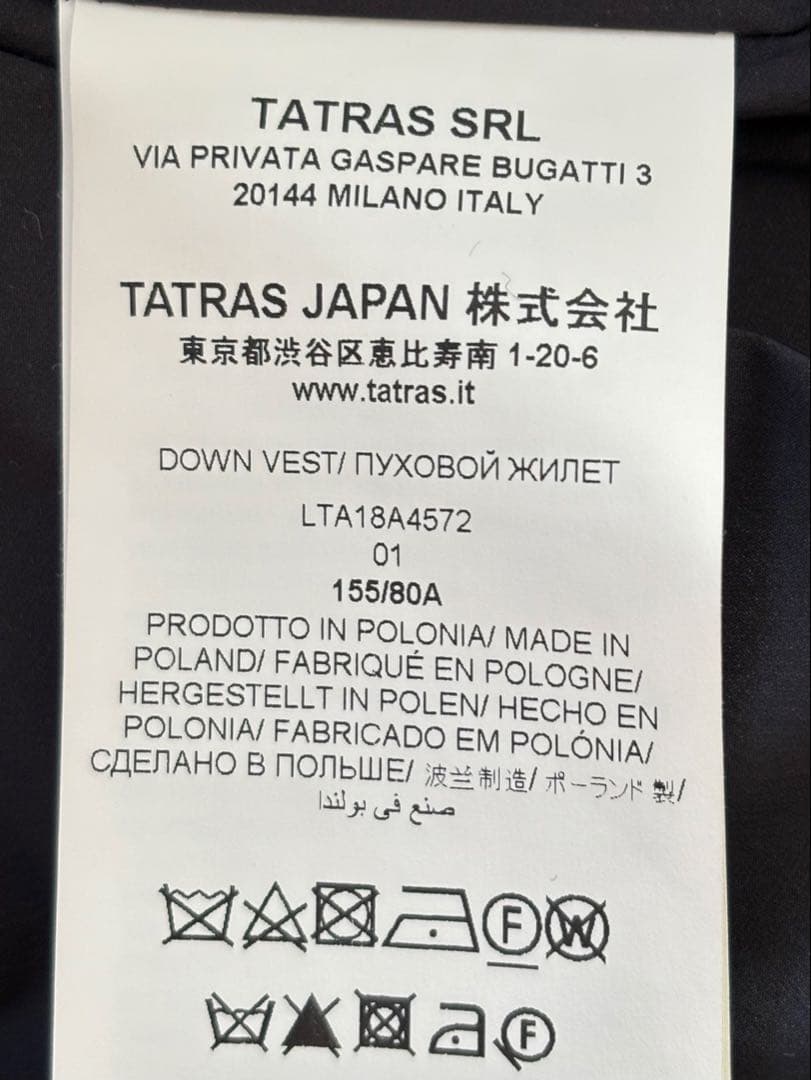 TATRAS SRL
VIA PRIVATA GASPARE BUGATTI 3
20144 MILANO ITALY
TATRAS JAPAN 株式会社
東京都渋谷区恵比寿南 1-20-6
www.tatras.it
DOWN VEST/ ПУХОВОЙ ЖИЛЕТ
LTA18A4572
01
155/80A
PRODOTTO IN POLONIA/ MADE IN
POLAND/ FABRIQUÉ EN POLOGNE/
HERGESTELLT IN POLEN/ HECHO EN
POLONIA/ FABRICADO EM POLÓNIA/
СДЕЛАНО В ПОЛЬШЕ/ 波兰制造/ ポーランド 製/
صنع في بولندا
F W
F